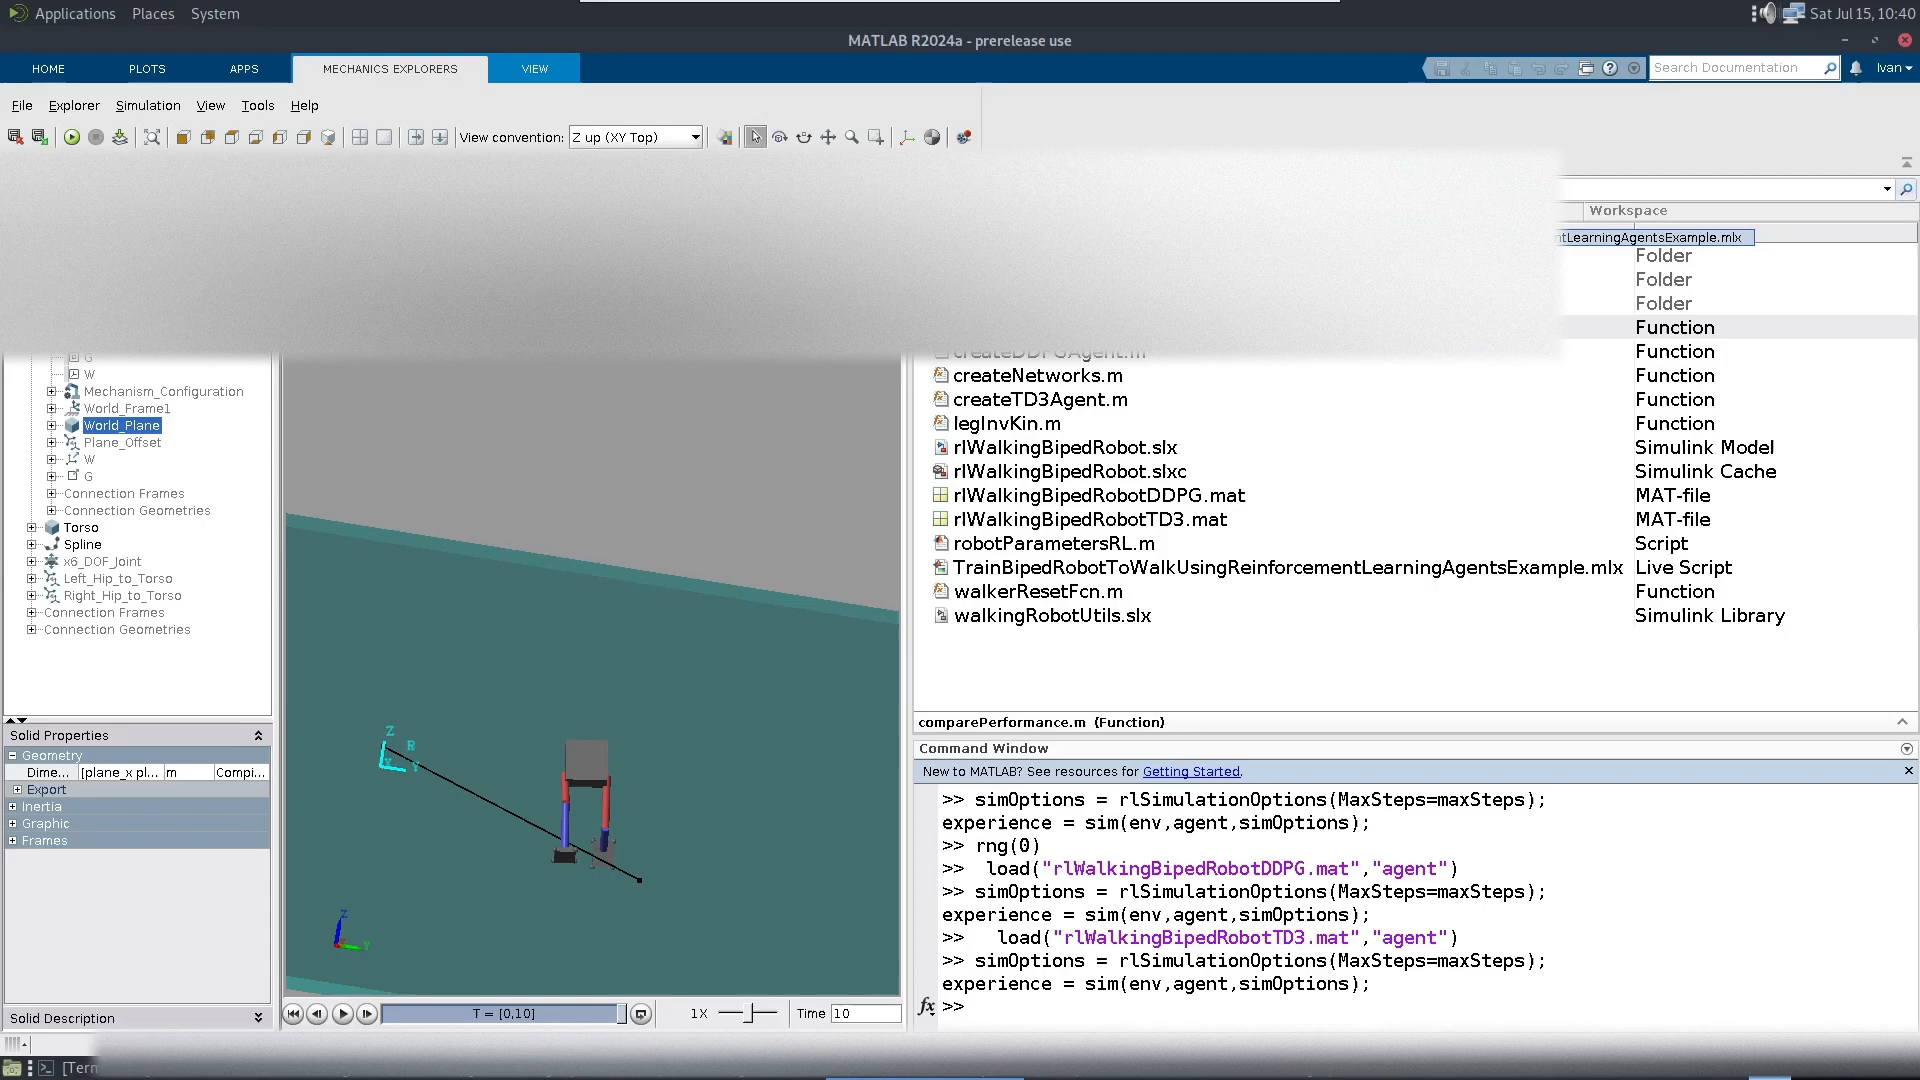 Applications Places System
Sat Jul 15, 10:40
MATLAB R2024a - prerelease use
HOME PLOTS APPS MECHANICS EXPLORERS VIEW
Search Documentation
Ivan
File Explorer Simulation View Tools Help
View convention: Z up (XY Top)
Workspace
ntLearningAgentsExample.mlx
Folder
Folder
Folder
Function
createDDPGAgent.m Function
createNetworks.m Function
createTD3Agent.m Function
legInvKin.m Function
rlWalkingBipedRobot.slx Simulink Model
rlWalkingBipedRobot.slxc Simulink Cache
rlWalkingBipedRobotDDPG.mat MAT-file
rlWalkingBipedRobotTD3.mat MAT-file
robotParametersRL.m Script
TrainBipedRobotToWalkUsingReinforcementLearningAgentsExample.mlx Live Script
walkerResetFcn.m Function
walkingRobotUtils.slx Simulink Library
G
W
Mechanism_Configuration
World_Frame1
World_Plane
Plane_Offset
W
G
Connection Frames
Connection Geometries
Torso
Spline
x6_DOF_Joint
Left_Hip_to_Torso
Right_Hip_to_Torso
Connection Frames
Connection Geometries
Solid Properties
Geometry
Dime... [plane_x pl... m Compi...
Export
Inertia
Graphic
Frames
Solid Description
Z
R
Y
Z
Y
T = [0,10]
1X
Time 10
comparePerformance.m (Function)
Command Window
New to MATLAB? See resources for Getting Started.
>> simOptions = rlSimulationOptions(MaxSteps=maxSteps);
experience = sim(env,agent,simOptions);
>> rng(0)
>> load("rlWalkingBipedRobotDDPG.mat","agent")
>> simOptions = rlSimulationOptions(MaxSteps=maxSteps);
experience = sim(env,agent,simOptions);
>> load("rlWalkingBipedRobotTD3.mat","agent")
>> simOptions = rlSimulationOptions(MaxSteps=maxSteps);
experience = sim(env,agent,simOptions);
fx >>
[Tern